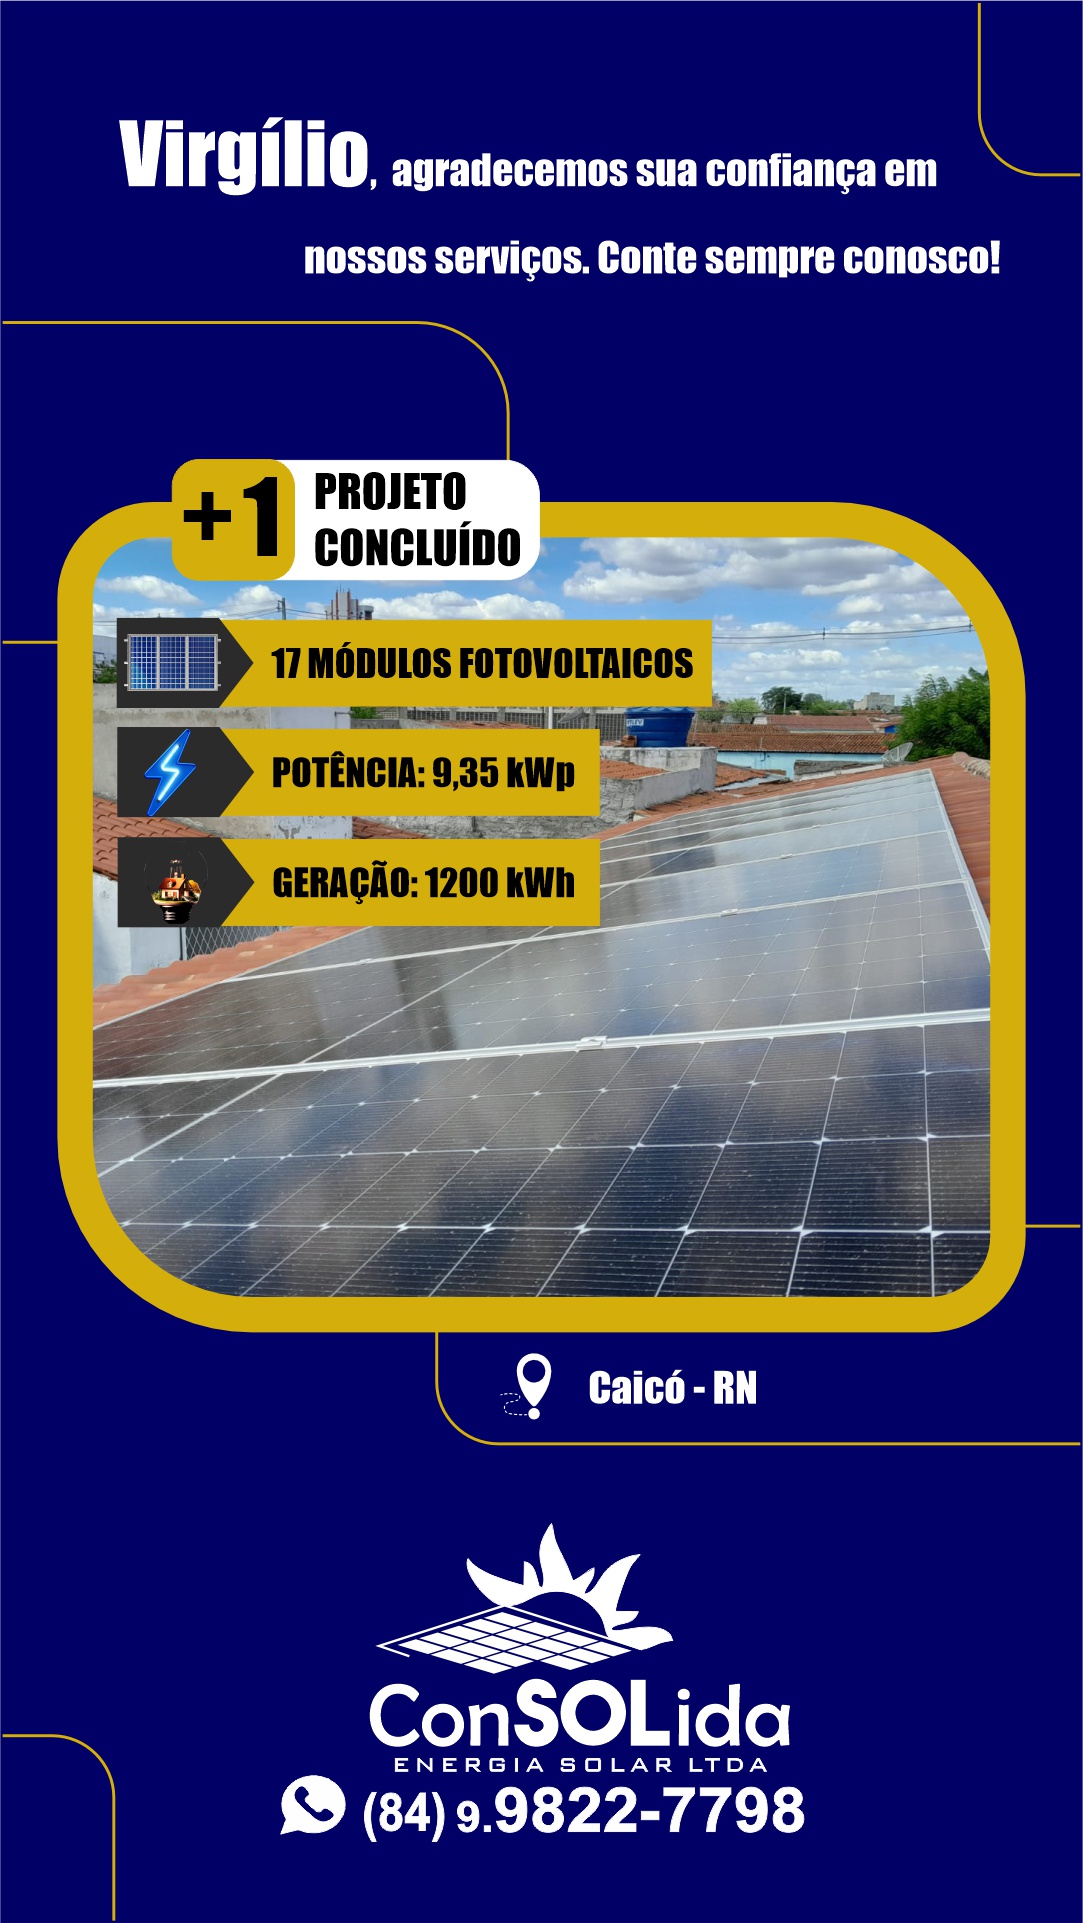 Virgílio, agradecemos sua confiança em
nossos serviços. Conte sempre conosco!
+1 PROJETO
CONCLUÍDO
17 MÓDULOS FOTOVOLTAICOS
POTÊNCIA: 9,35 kWp
GERAÇÃO: 1200 kWh
Caicó - RN
ConSOLida
ENERGIA SOLAR LTDA
(84) 9.9822-7798